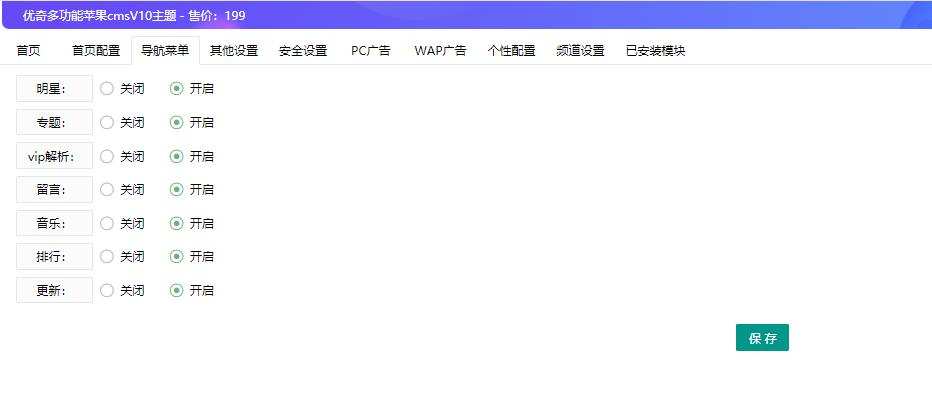 优奇多功能苹果cmsV10主题 - 售价：199
首页 首页配置 导航菜单 其他设置 安全设置 PC广告 WAP广告 个性配置 频道设置 已安装模块
明星： 关闭 开启
专题： 关闭 开启
vip解析： 关闭 开启
留言： 关闭 开启
音乐： 关闭 开启
排行： 关闭 开启
更新： 关闭 开启
保 存